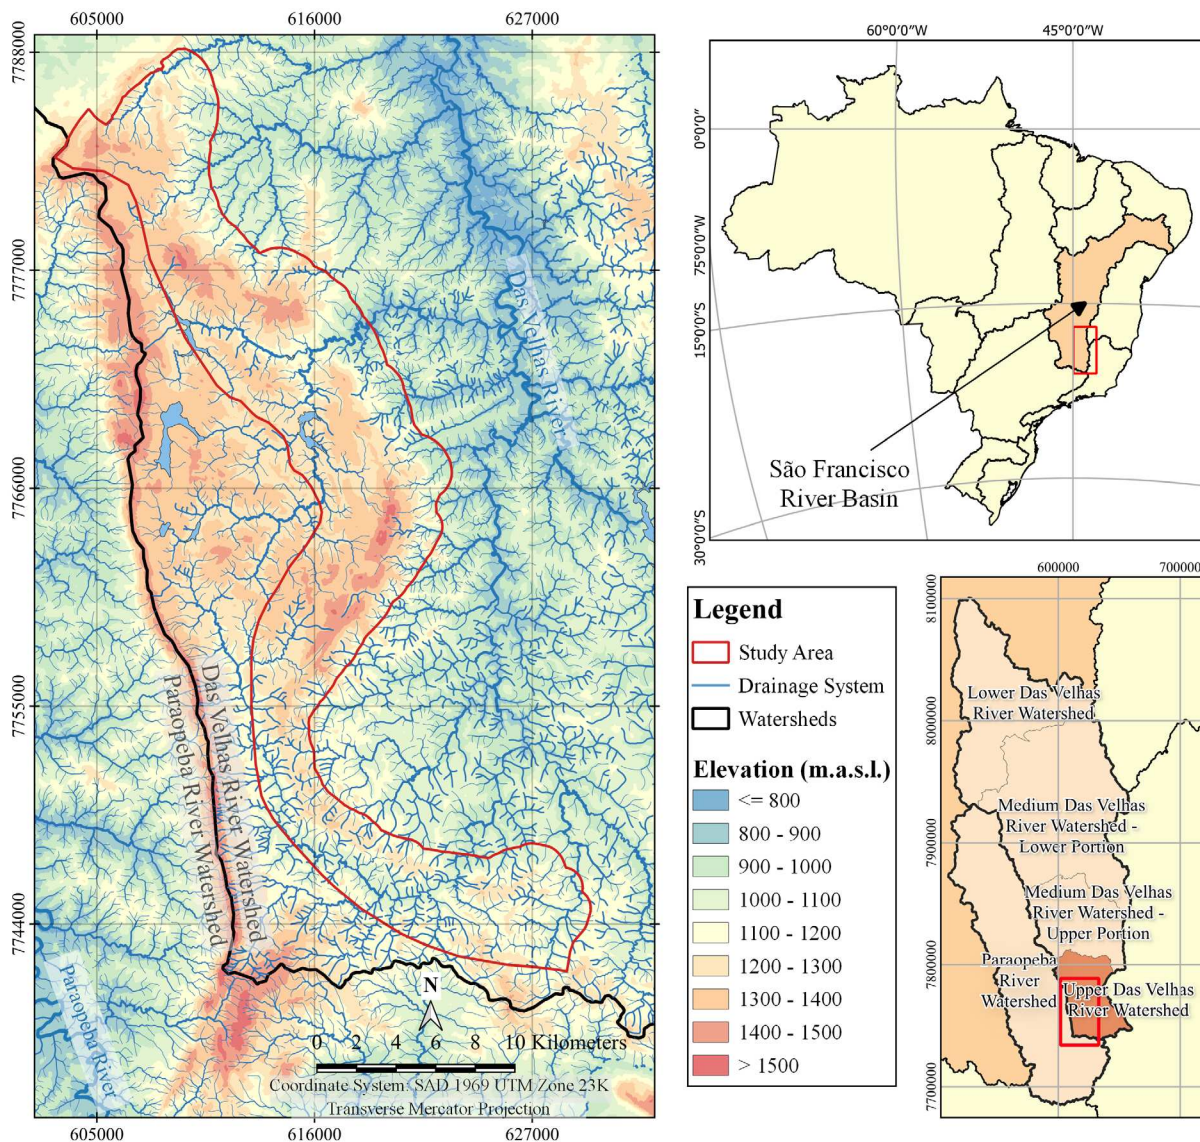 605000
616000
627000
7788000
7777000
7766000
7755000
7744000
Das Velhas River
Das Velhas River Watershed
Paraopeba River Watershed
Paraopeba River
N
0 2 4 6 8 10 Kilometers
Coordinate System: SAD 1969 UTM Zone 23K
Transverse Mercator Projection
605000
616000
627000
60°0'0"W
45°0'0"W
0°0'0"
75°0'0"W
15°0'0"S
30°0'0"S
São Francisco
River Basin
Legend
Study Area
Drainage System
Watersheds
Elevation (m.a.s.l.)
<= 800
800 - 900
900 - 1000
1000 - 1100
1100 - 1200
1200 - 1300
1300 - 1400
1400 - 1500
> 1500
600000
700000
8100000
8000000
7900000
7800000
7700000
Lower Das Velhas
River Watershed
Medium Das Velhas
River Watershed -
Lower Portion
Medium Das Velhas
River Watershed -
Upper Portion
Paraopeba
River
Watershed
Upper Das Velhas
River Watershed